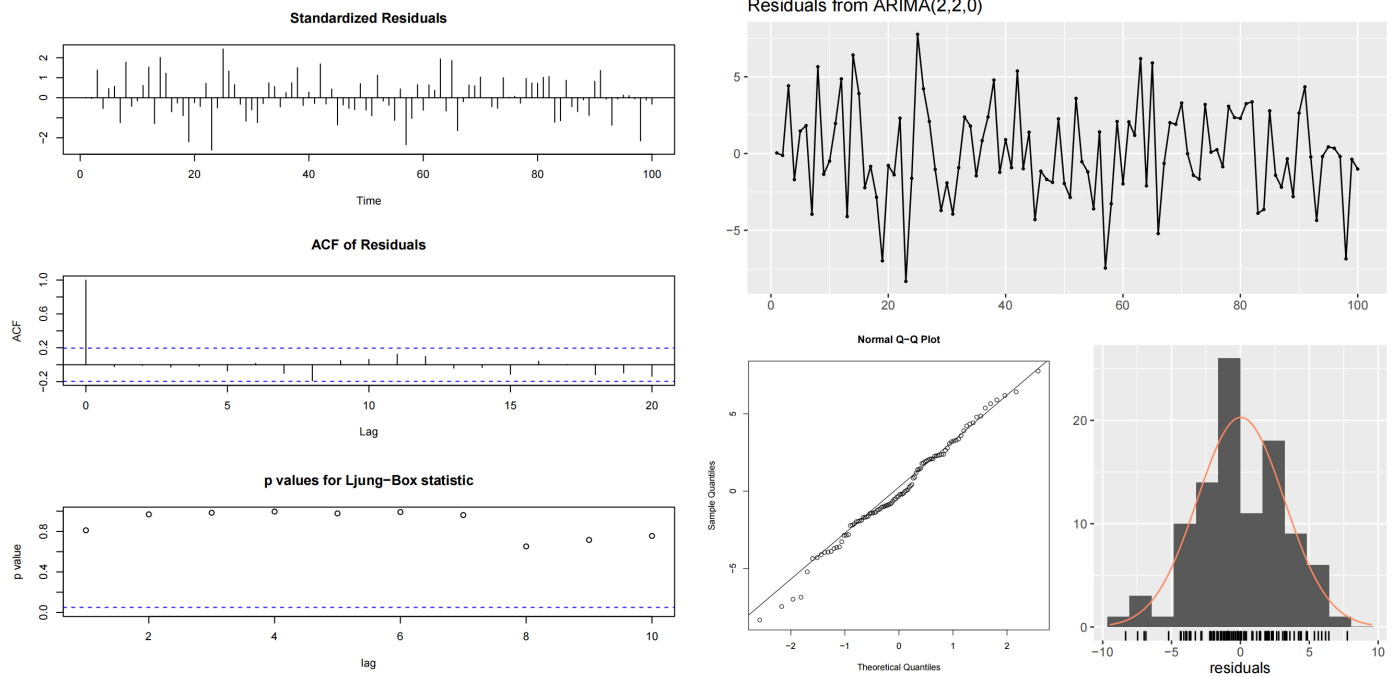 Standardized Residuals
2
1
0
−2
0 20 40 60 80 100
Time
ACF of Residuals
1.0
0.6
0.2
−0.2
ACF
0 5 10 15 20
Lag
p values for Ljung−Box statistic
0.8
0.4
0.0
p value
2 4 6 8 10
lag
Residuals from ARIMA(2,2,0)
5
0
−5
0 20 40 60 80 100
Normal Q−Q Plot
5
0
−5
Sample Quantiles
−2 −1 0 1 2
Theoretical Quantiles
20
10
0
−10 −5 0 5 10
residuals